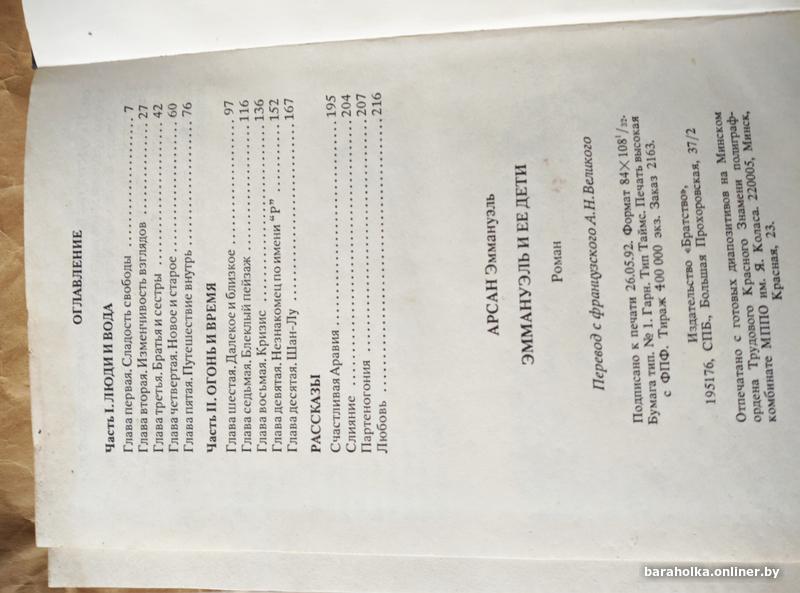 ОГЛАВЛЕНИЕ
Часть I. ЛЮДИ И ВОДА
Глава первая. Сладость свободы ........ 7
Глава вторая. Изменчивость взглядов ........ 27
Глава третья. Братья и сестры ........ 42
Глава четвертая. Новое и старое ........ 60
Глава пятая. Путешествие внутрь ........ 76
Часть II. ОГОНЬ И ВРЕМЯ
Глава шестая. Далекое и близкое ........ 97
Глава седьмая. Блеклый пейзаж ........ 116
Глава восьмая. Кризис ........ 136
Глава девятая. Незнакомец по имени “Р” ........ 152
Глава десятая. Шан-Лу ........ 167
РАССКАЗЫ
Счастливая Аравия ........ 195
Слияние ........ 204
Партеногония ........ 207
Любовь ........ 216
АРСАН Эммануэль
ЭММАНУЭЛЬ И ЕЕ ДЕТИ
Роман
Перевод с французского А.Н.Великого
Подписано к печати 26.05.92. Формат 84×108¹/₃₂.
Бумага тип. № 1. Гарн. Тип Таймс. Печать высокая
с ФПФ. Тираж 400 000 экз. Заказ 2163.
Издательство «Братство»,
195176, СПБ., Большая Прохоровская, 37/2
Отпечатано с готовых диапозитивов на Минском
ордена Трудового Красного Знамени полиграф-
комбинате МППО им. Я. Коласа. 220005, Минск,
Красная, 23.
baraholka.onliner.by